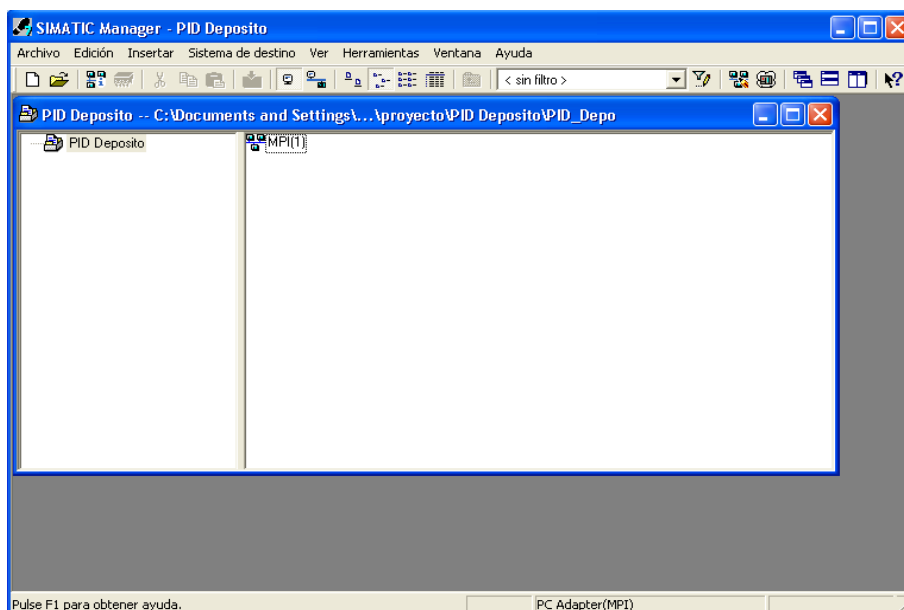 SIMATIC Manager - PID Deposito
Archivo Edición Insertar Sistema de destino Ver Herramientas Ventana Ayuda
< sin filtro >
PID Deposito -- C:\Documents and Settings\...\proyecto\PID Deposito\PID_Depo
PID Deposito
MPI(1)
Pulse F1 para obtener ayuda.
PC Adapter(MPI)